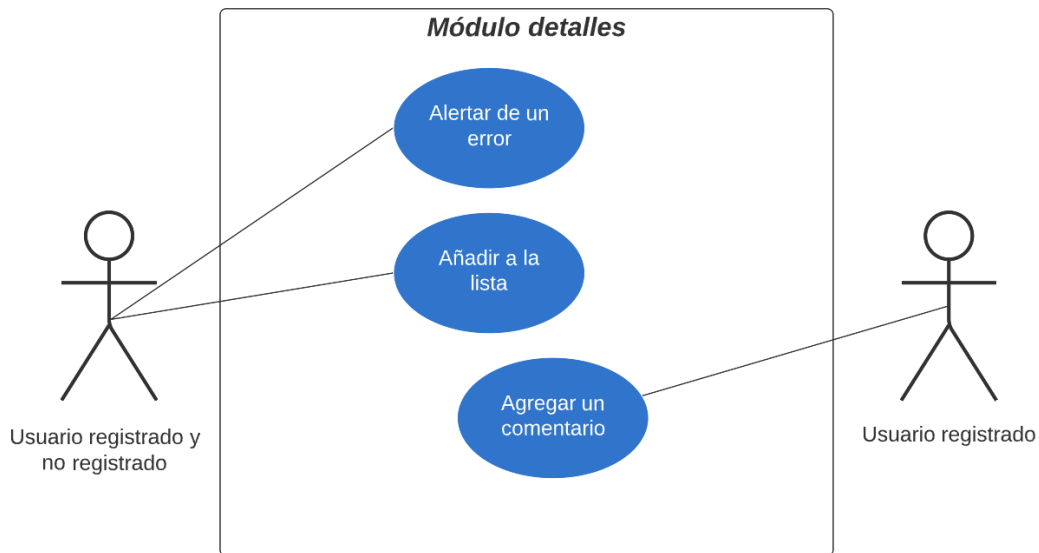 Módulo detalles
Alertar de un
error
Añadir a la
lista
Agregar un
comentario
Usuario registrado y
no registrado
Usuario registrado